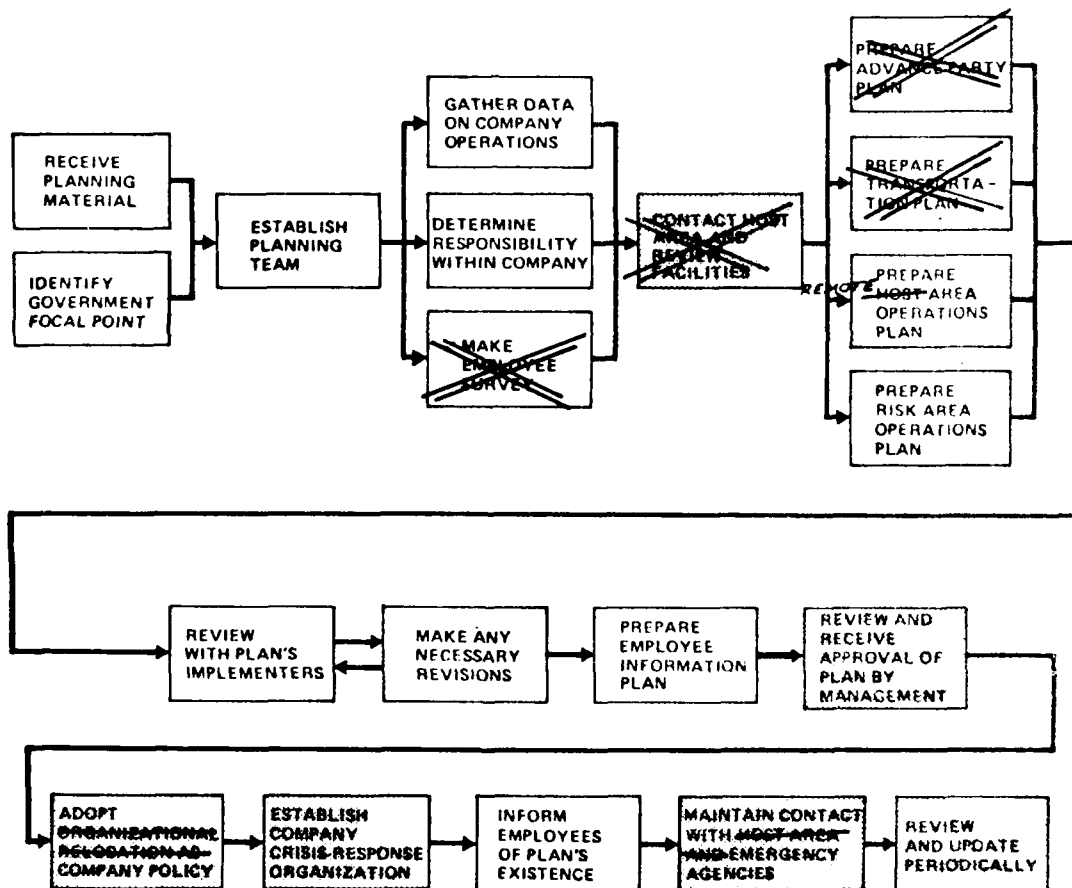 RECEIVE
PLANNING
MATERIAL
IDENTIFY
GOVERNMENT
FOCAL POINT
ESTABLISH
PLANNING
TEAM
GATHER DATA
ON COMPANY
OPERATIONS
DETERMINE
RESPONSIBILITY
WITHIN COMPANY
MAKE
EMPLOYEE
SURVEY
CONTACT HOST
AREA AND
REVIEW
FACILITIES
PREPARE
ADVANCE PARTY
PLAN
PREPARE
TRANSPORTA-
TION PLAN
REMOTE
PREPARE
HOST AREA
OPERATIONS
PLAN
PREPARE
RISK AREA
OPERATIONS
PLAN
REVIEW
WITH PLAN'S
IMPLEMENTERS
MAKE ANY
NECESSARY
REVISIONS
PREPARE
EMPLOYEE
INFORMATION
PLAN
REVIEW AND
RECEIVE
APPROVAL OF
PLAN BY
MANAGEMENT
ADOPT
ORGANIZATIONAL
RELOCATION AS
COMPANY POLICY
ESTABLISH
COMPANY
CRISIS-RESPONSE
ORGANIZATION
INFORM
EMPLOYEES
OF PLAN'S
EXISTENCE
MAINTAIN CONTACT
WITH HOST AREA
AND EMERGENCY
AGENCIES
REVIEW
AND UPDATE
PERIODICALLY